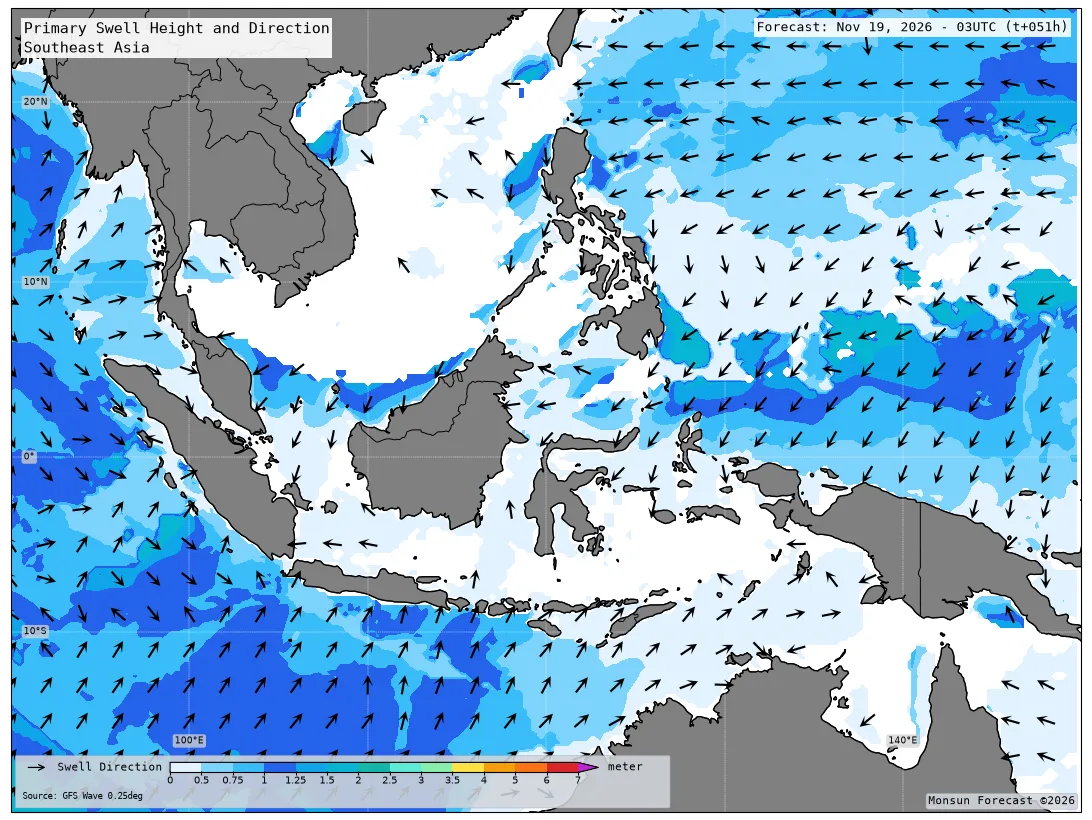 Primary Swell Height and Direction
Southeast Asia
Forecast: Nov 19, 2026 - 03UTC (t+051h)
20°N
10°N
0°
10°S
100°E
140°E
Swell Direction
meter
0 0.5 0.75 1 1.25 1.5 2 2.5 3 3.5 4 5 6 7
Source: GFS Wave 0.25deg
Monsun Forecast ©2026